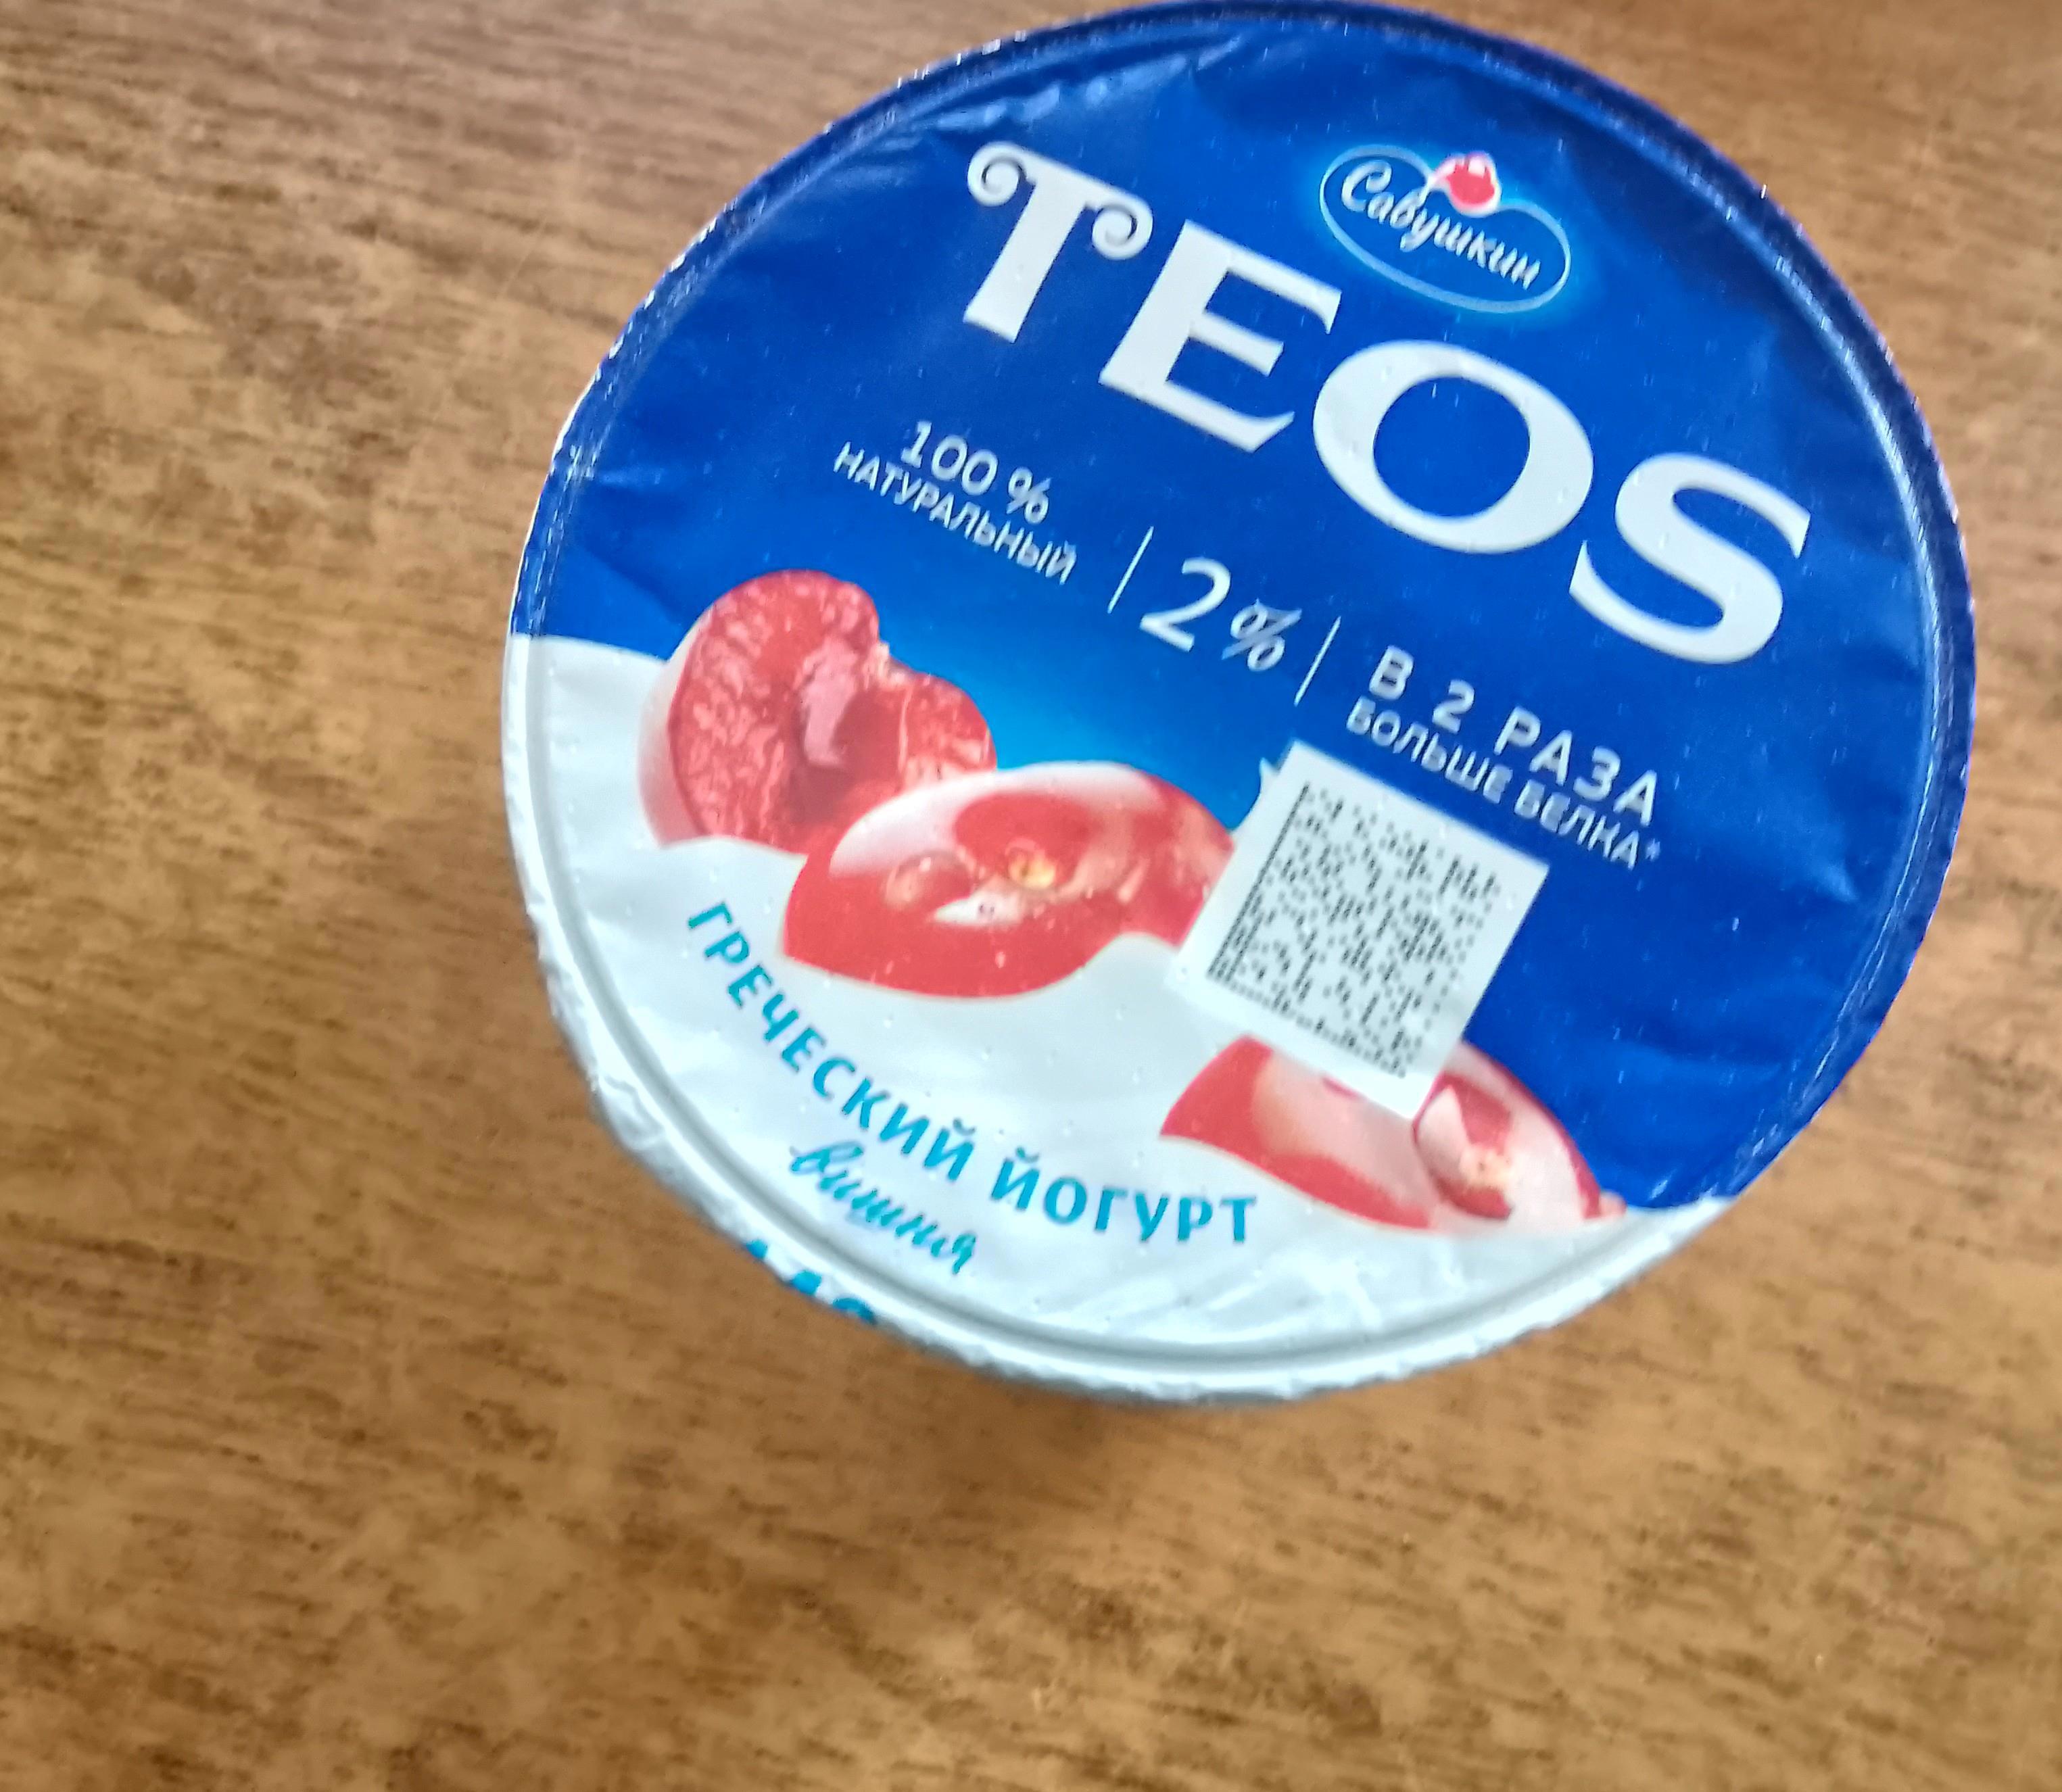 Савушкин
TEOS
100 %
НАТУРАЛЬНЫЙ
2%
В 2 РАЗА
БОЛЬШЕ БЕЛКА*
ГРЕЧЕСКИЙ ЙОГУРТ
вишня